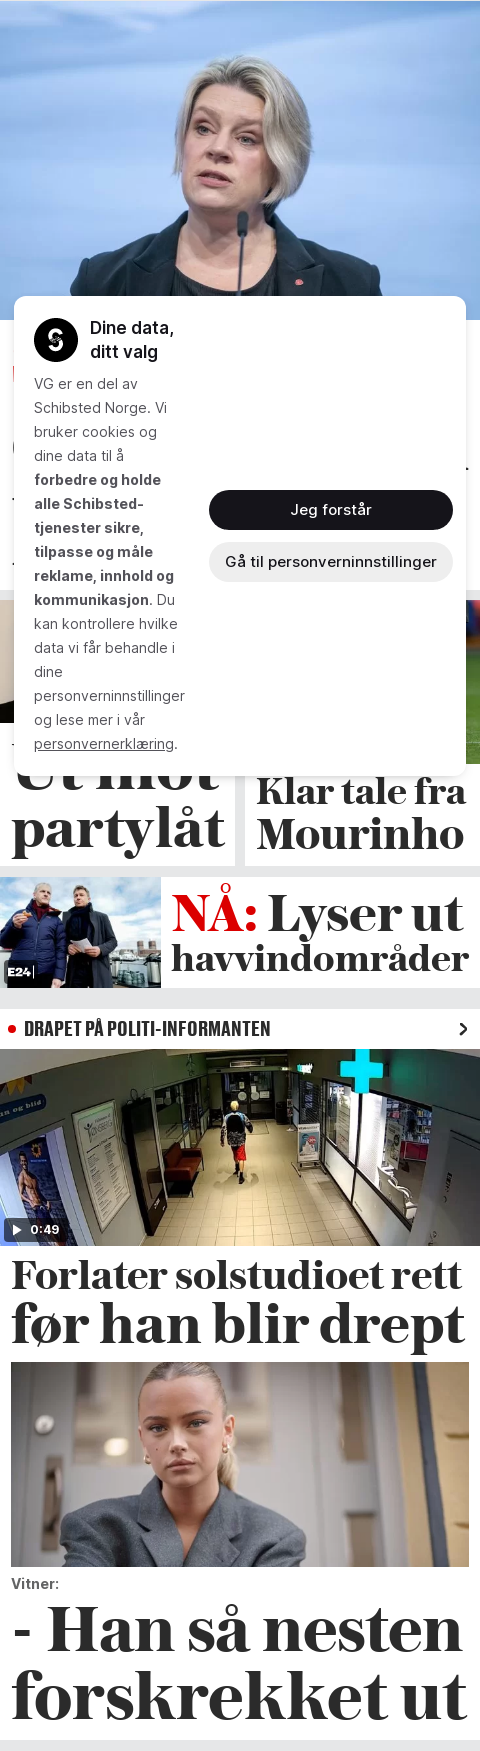 Dine data,
ditt valg
VG er en del av
Schibsted Norge. Vi
bruker cookies og
dine data til å
forbedre og holde
alle Schibsted-
tjenester sikre,
tilpasse og måle
reklame, innhold og
kommunikasjon. Du
kan kontrollere hvilke
data vi får behandle i
dine
personverninnstillinger
og lese mer i vår
personvernerklæring.
Jeg forstår
Gå til personverninnstillinger
Ut mot
partylåt
Klar tale fra
Mourinho
E24
NÅ: Lyser ut
havvindområder
DRAPET PÅ POLITI-INFORMANTEN
0:49
Forlater solstudioet rett
før han blir drept
Vitner:
- Han så nesten
forskrekket ut